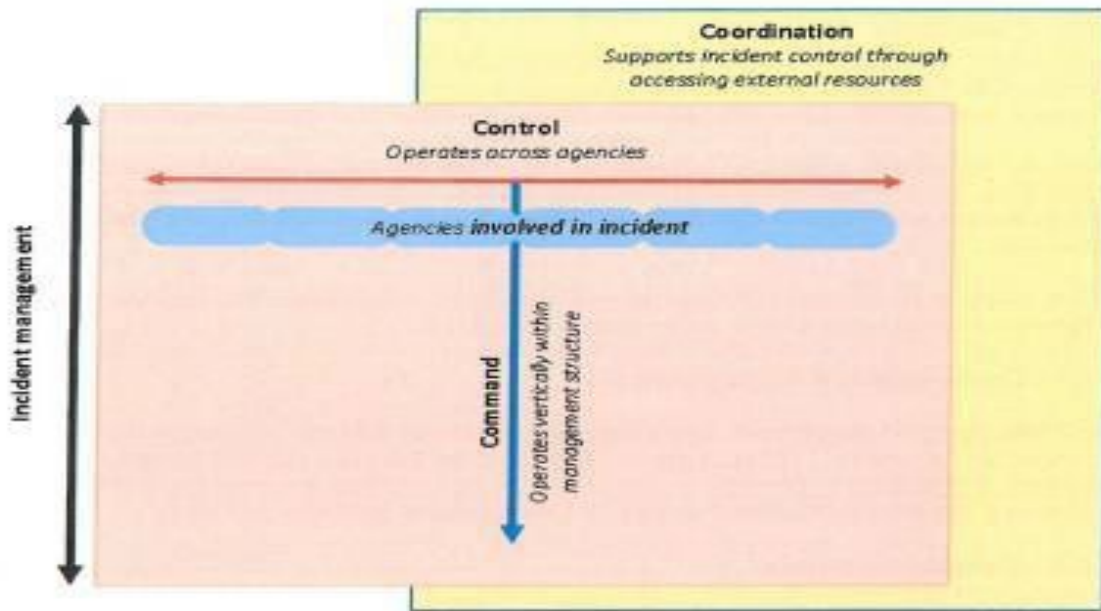 Coordination
Supports incident control through
accessing external resources
Control
Operates across agencies
Agencies involved in incident
Incident management
Command
Operates vertically within
management structure